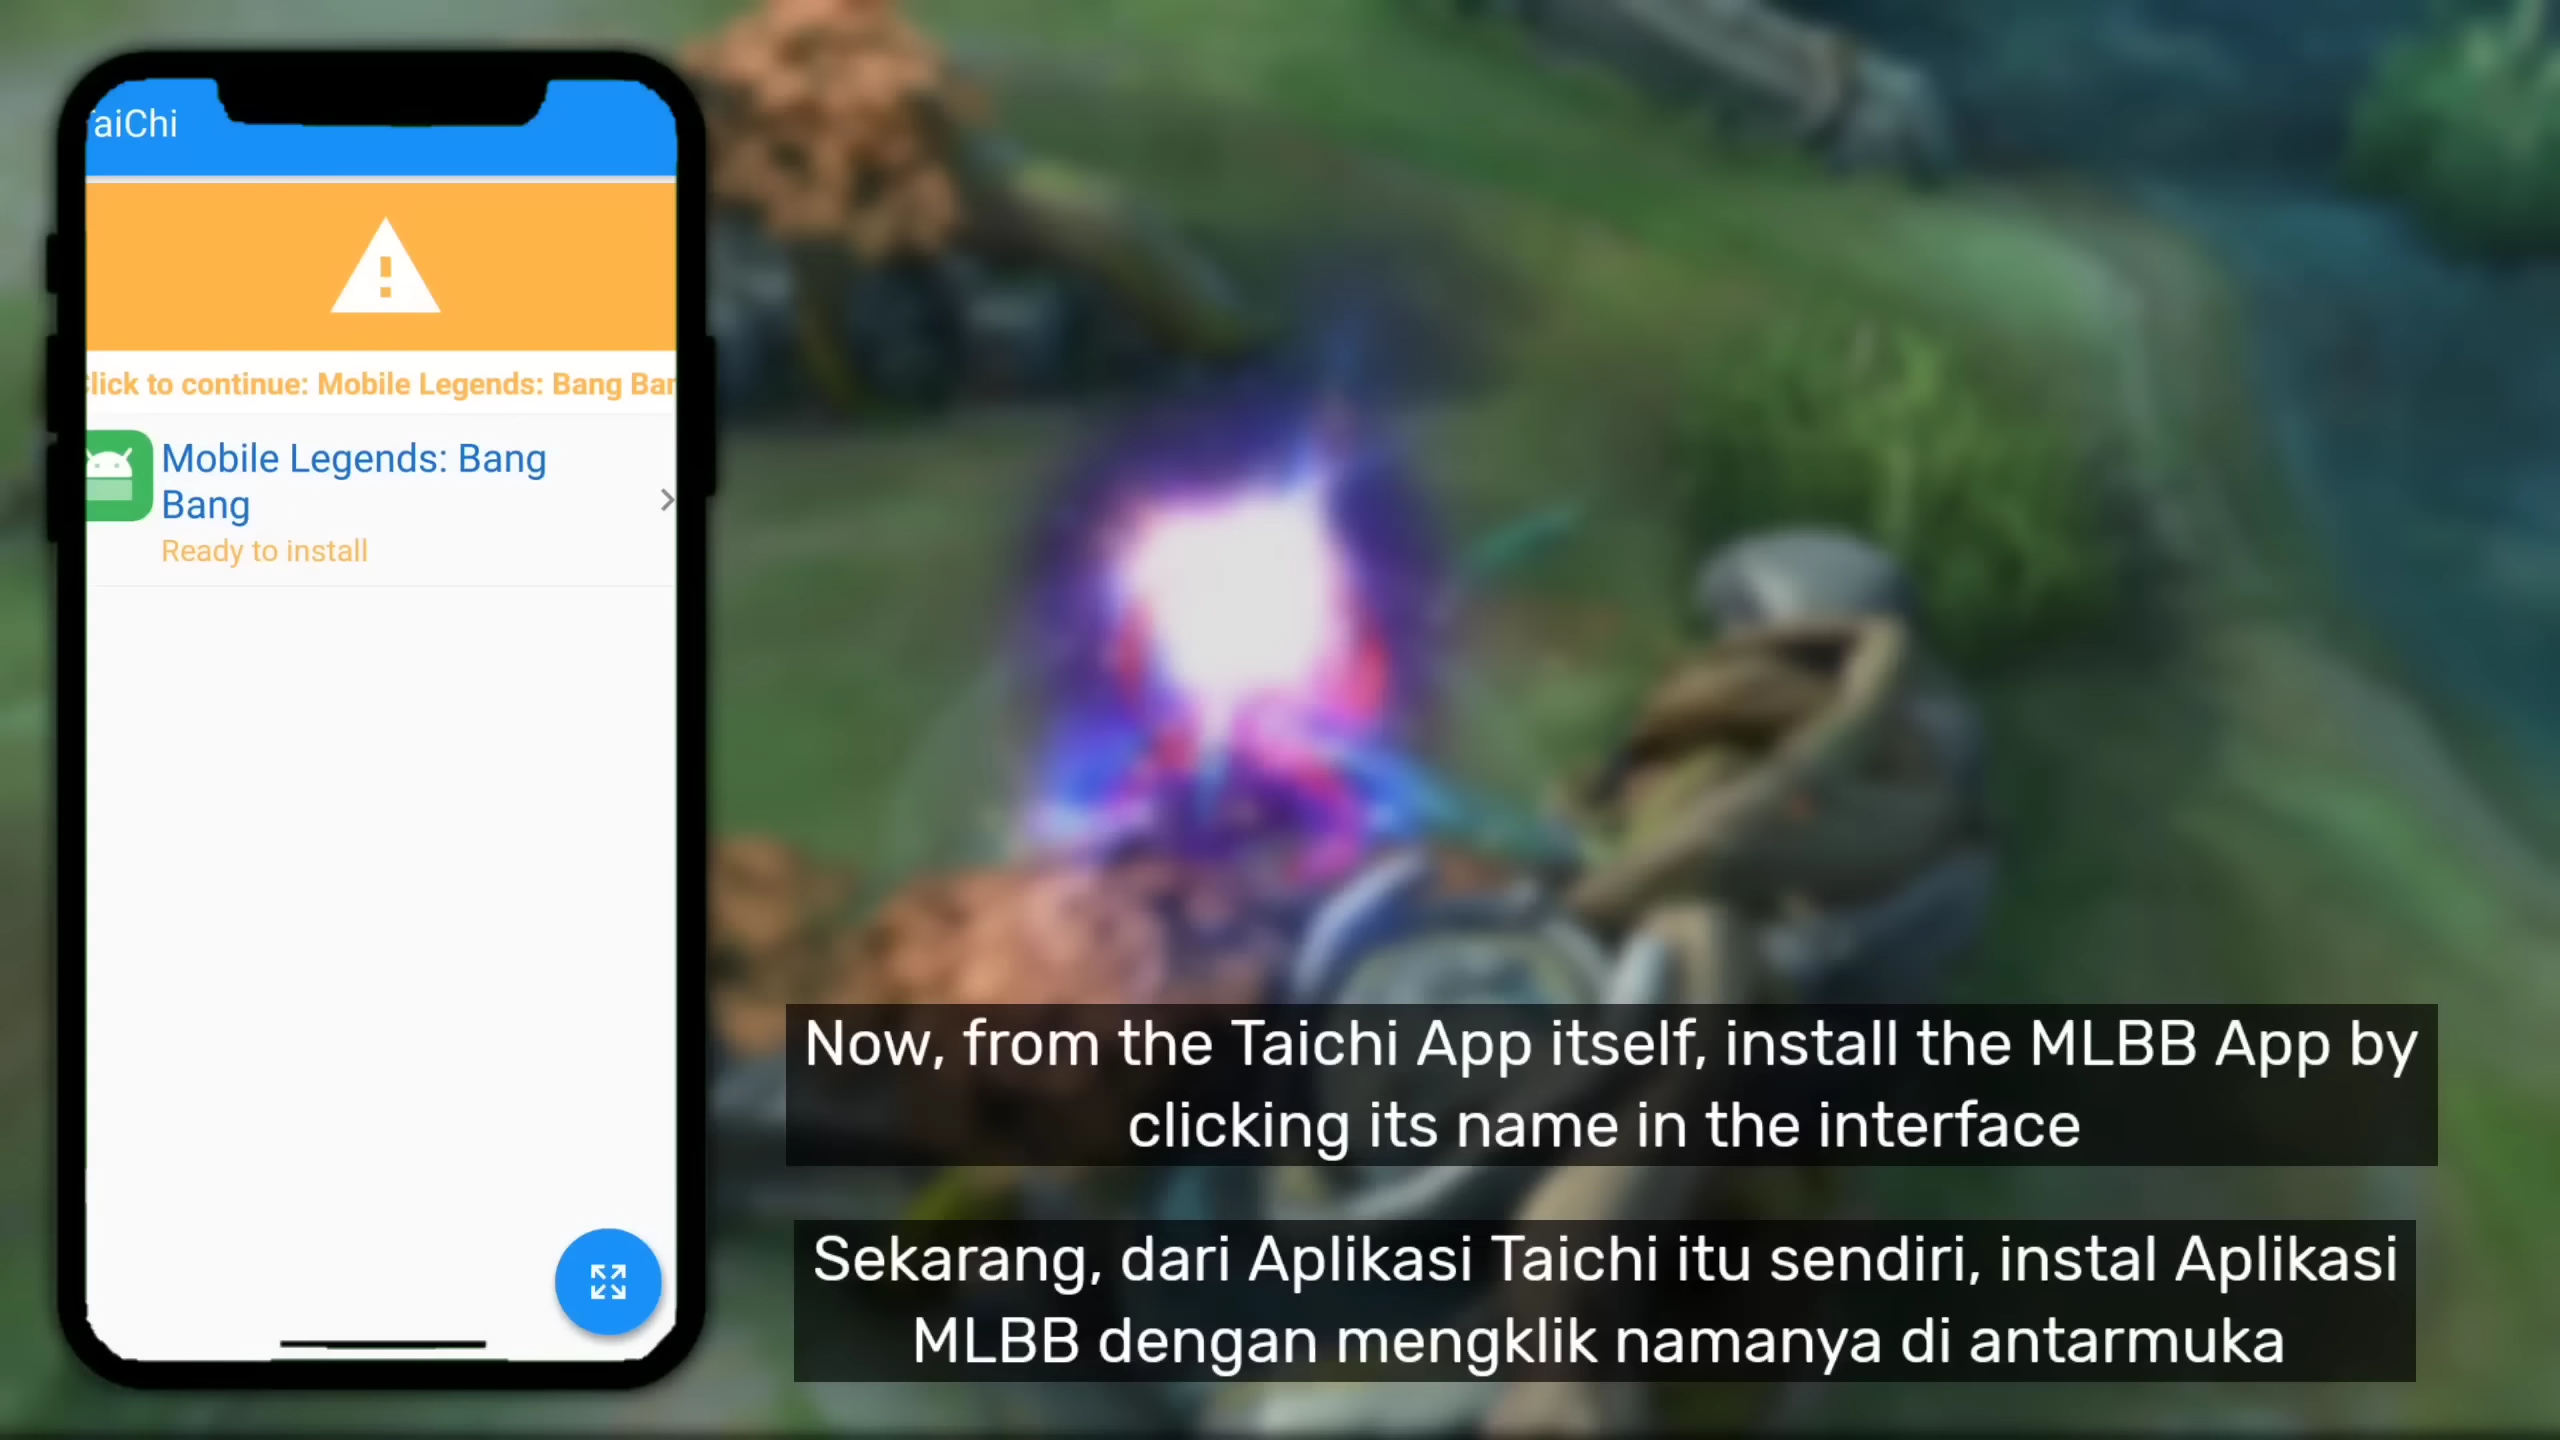 aiChi
lick to continue: Mobile Legends: Bang Ban
Mobile Legends: Bang
Bang
Ready to install
Now, from the Taichi App itself, install the MLBB App by
clicking its name in the interface
Sekarang, dari Aplikasi Taichi itu sendiri, instal Aplikasi
MLBB dengan mengklik namanya di antarmuka